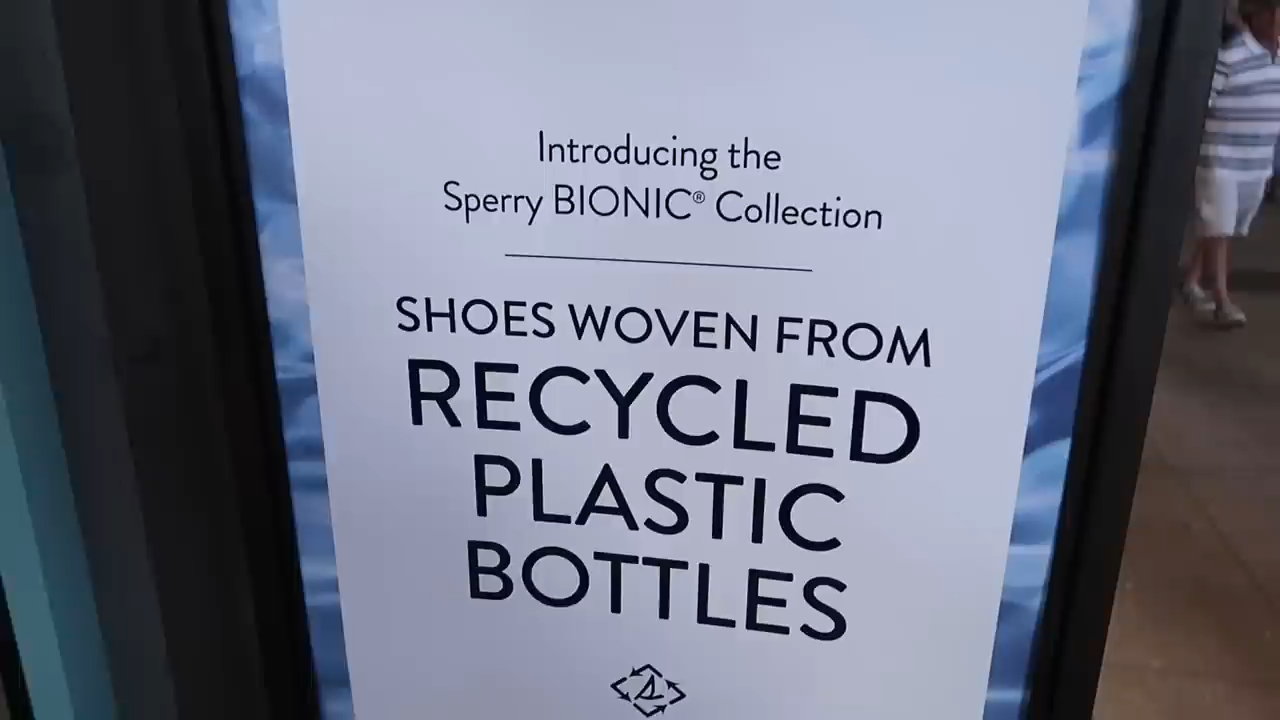 Introducing the
Sperry BIONIC® Collection
SHOES WOVEN FROM
RECYCLED
PLASTIC
BOTTLES